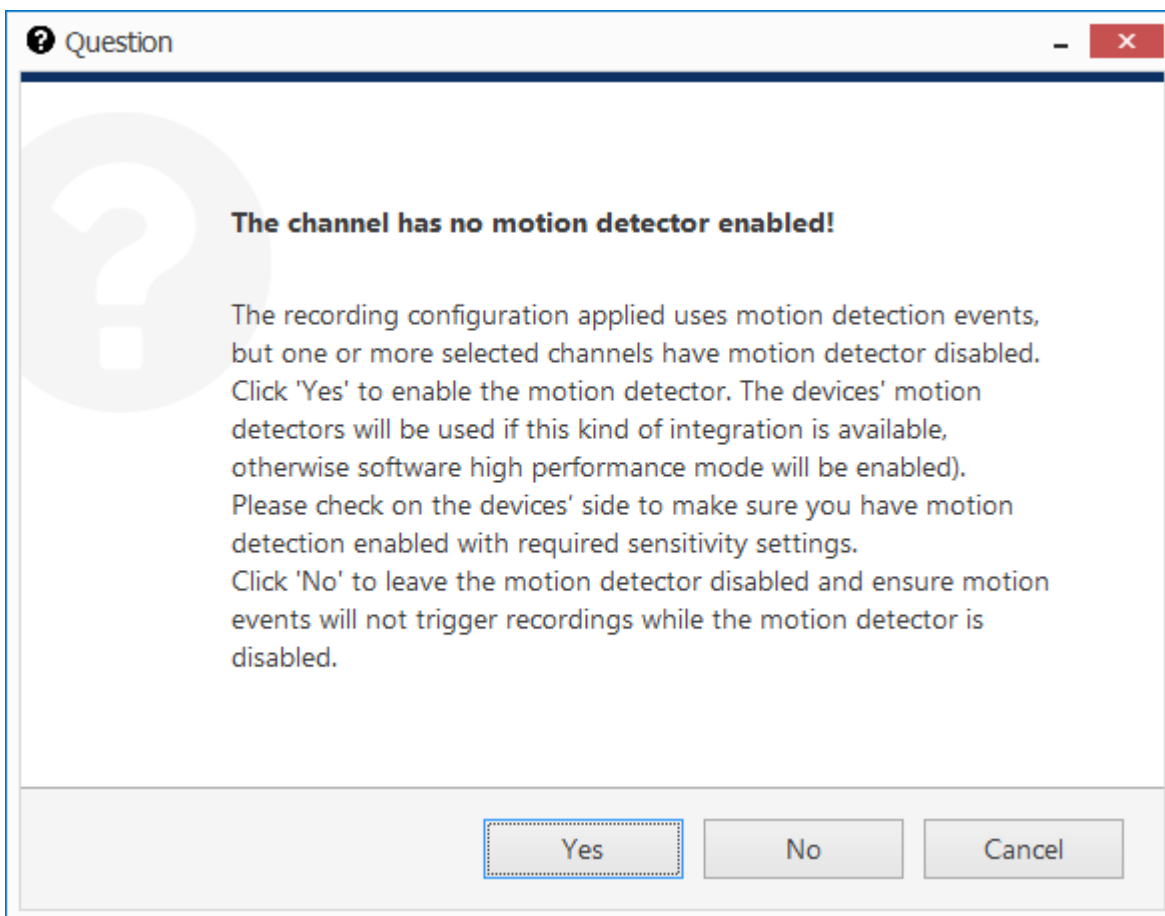 Question
The channel has no motion detector enabled!
The recording configuration applied uses motion detection events,
but one or more selected channels have motion detector disabled.
Click 'Yes' to enable the motion detector. The devices' motion
detectors will be used if this kind of integration is available,
otherwise software high performance mode will be enabled).
Please check on the devices’ side to make sure you have motion
detection enabled with required sensitivity settings.
Click 'No' to leave the motion detector disabled and ensure motion
events will not trigger recordings while the motion detector is
disabled.
Yes
No
Cancel